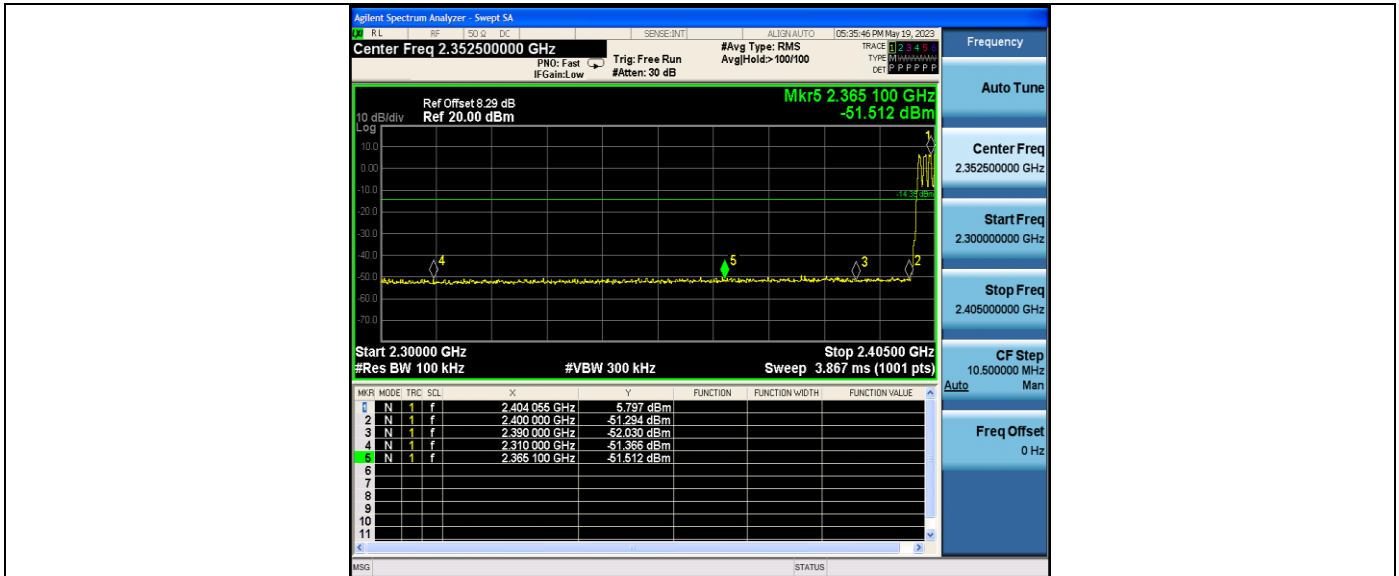 Agilent Spectrum Analyzer - Swept SA
RL RF 50 Ω DC SENSE:INT ALIGNAUTO 05:35:46 PM May 19, 2023
Center Freq 2.352500000 GHz
PNO: Fast
IFGain:Low
Trig: Free Run
#Atten: 30 dB
#Avg Type: RMS
Avg|Hold:>100/100
TRACE 1 2 3 4 5 6
TYPE M
DET P P P P P P
Mkr5 2.365 100 GHz
-51.512 dBm
Ref Offset 8.29 dB
10 dB/div Ref 20.00 dBm
Log
10.0
0.00
-10.0
-20.0
-30.0
-40.0
-50.0
-60.0
-70.0
1
-14.35 dBm
4
5
3
2
Start 2.30000 GHz Stop 2.40500 GHz
#Res BW 100 kHz #VBW 300 kHz Sweep 3.867 ms (1001 pts)
MKR MODE TRC SCL X Y FUNCTION FUNCTION WIDTH FUNCTION VALUE
1 N 1 f 2.404 055 GHz 5.797 dBm
2 N 1 f 2.400 000 GHz -51.294 dBm
3 N 1 f 2.390 000 GHz -52.030 dBm
4 N 1 f 2.310 000 GHz -51.366 dBm
5 N 1 f 2.365 100 GHz -51.512 dBm
6
7
8
9
10
11
MSG STATUS
Frequency
Auto Tune
Center Freq
2.352500000 GHz
Start Freq
2.300000000 GHz
Stop Freq
2.405000000 GHz
CF Step
10.500000 MHz
Auto Man
Freq Offset
0 Hz